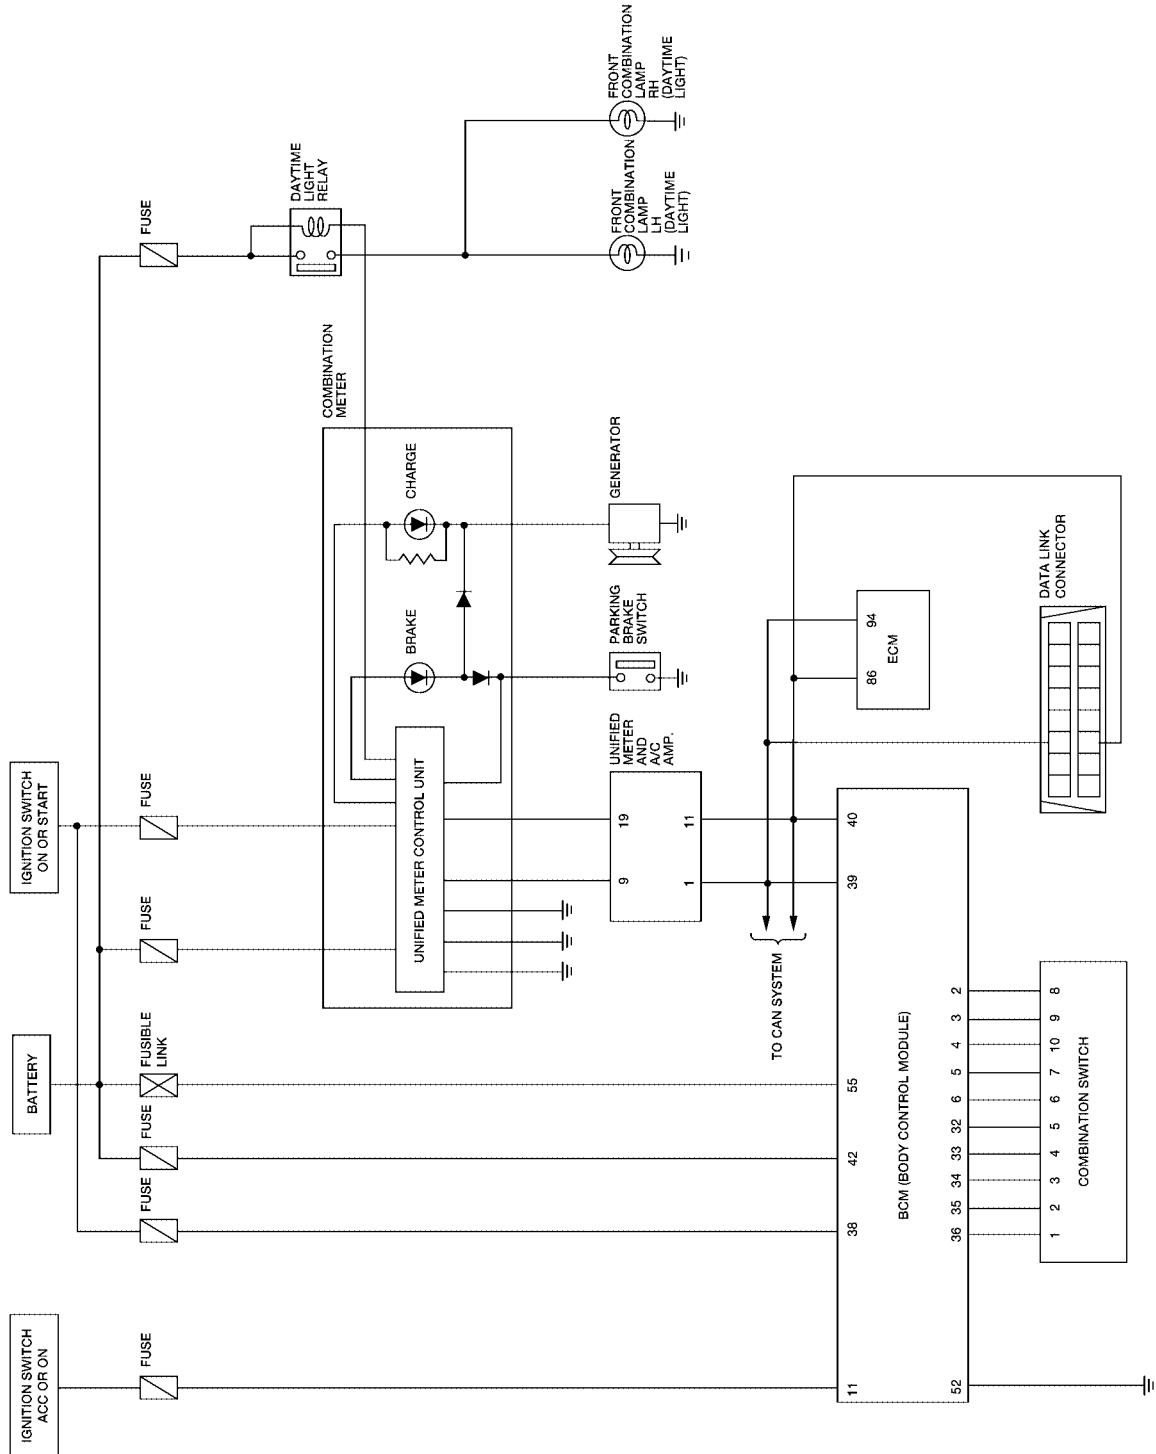 IGNITION SWITCH
ACC OR ON
BATTERY
IGNITION SWITCH
ON OR START
FUSE
FUSE
FUSE
FUSIBLE
LINK
FUSE
FUSE
FUSE
DAYTIME
LIGHT
RELAY
COMBINATION
METER
UNIFIED METER CONTROL UNIT
BRAKE
CHARGE
FRONT
COMBINATION
LAMP
LH
(DAYTIME
LIGHT)
FRONT
COMBINATION
LAMP
RH
(DAYTIME
LIGHT)
UNIFIED
METER
AND
A/C
AMP.
9
19
1
11
PARKING
BRAKE
SWITCH
GENERATOR
TO CAN SYSTEM
86
94
ECM
DATA LINK
CONNECTOR
11
38
42
55
39
40
BCM (BODY CONTROL MODULE)
52
36
35
34
33
32
6
5
4
3
2
1
2
3
4
5
6
7
10
9
8
COMBINATION SWITCH